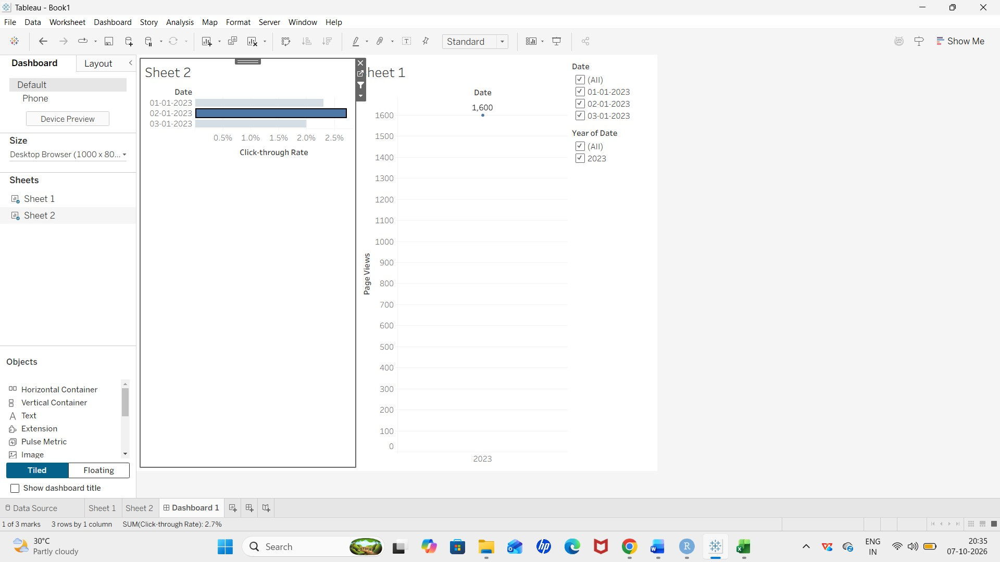 Tableau - Book1
File Data Worksheet Dashboard Story Analysis Map Format Server Window Help
Standard
Show Me
Dashboard Layout
Default
Phone
Device Preview
Size
Desktop Browser (1000 x 80...
Sheets
Sheet 1
Sheet 2
Objects
Horizontal Container
Vertical Container
Text
Extension
Pulse Metric
Image
Tiled Floating
Show dashboard title
Sheet 2
Date
01-01-2023
02-01-2023
03-01-2023
0.5% 1.0% 1.5% 2.0% 2.5%
Click-through Rate
heet 1
Date
1,600
1600
1500
1400
1300
1200
1100
1000
900
800
700
600
500
400
300
200
100
0
Page Views
2023
Date
(All)
01-01-2023
02-01-2023
03-01-2023
Year of Date
(All)
2023
Data Source Sheet 1 Sheet 2 Dashboard 1
1 of 3 marks 3 rows by 1 column SUM(Click-through Rate): 2.7%
30°C
Partly cloudy
Search
ENG
IN
20:35
07-10-2026